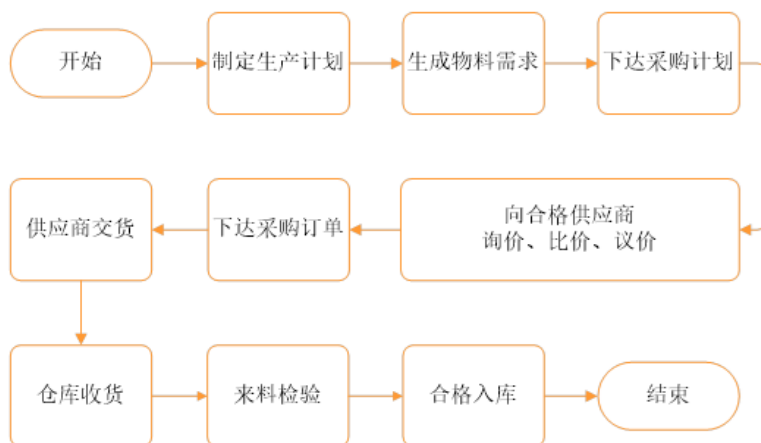 开始
制定生产计划
生成物料需求
下达采购计划
向合格供应商
询价、比价、议价
下达采购订单
供应商交货
仓库收货
来料检验
合格入库
结束